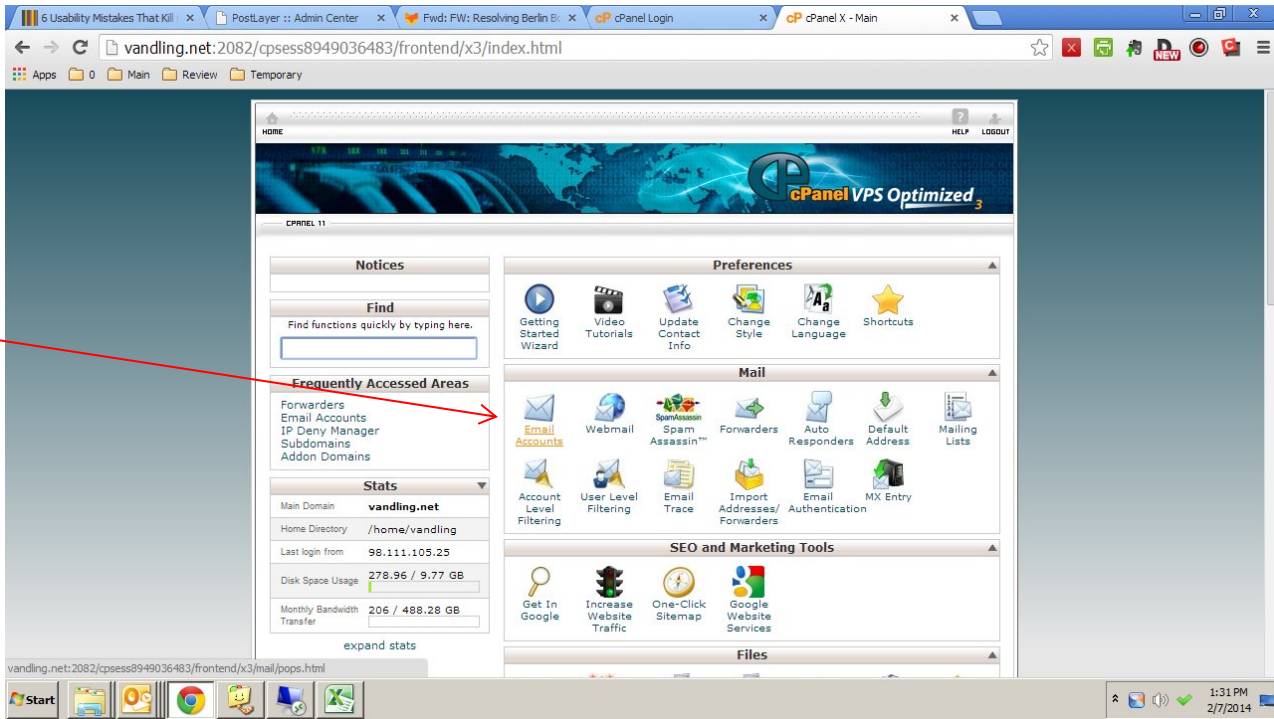 6 Usability Mistakes That Kill
PostLayer :: Admin Center
Fwd: FW: Resolving Berlin Bo
cPanel Login
cPanel X - Main
vandling.net:2082/cpsess8949036483/frontend/x3/index.html
NEW
Apps 0 Main Review Temporary
HOME
HELP LOGOUT
cPanel VPS Optimized 3
CPANEL 11
Notices
Find
Find functions quickly by typing here.
Frequently Accessed Areas
Forwarders
Email Accounts
IP Deny Manager
Subdomains
Addon Domains
Stats
Main Domain vandling.net
Home Directory /home/vandling
Last login from 98.111.105.25
Disk Space Usage 278.96 / 9.77 GB
Monthly Bandwidth Transfer 206 / 488.28 GB
expand stats
Preferences
Getting Started Wizard
Video Tutorials
Update Contact Info
Change Style
Change Language
Shortcuts
Mail
Email Accounts
Webmail
SpamAssassin
Spam Assassin™
Forwarders
Auto Responders
Default Address
Mailing Lists
Account Level Filtering
User Level Filtering
Email Trace
Import Addresses/ Forwarders
Email Authentication
MX Entry
SEO and Marketing Tools
Get In Google
Increase Website Traffic
One-Click Sitemap
Google Website Services
Files
vandling.net:2082/cpsess8949036483/frontend/x3/mail/pops.html
Start
1:31 PM
2/7/2014